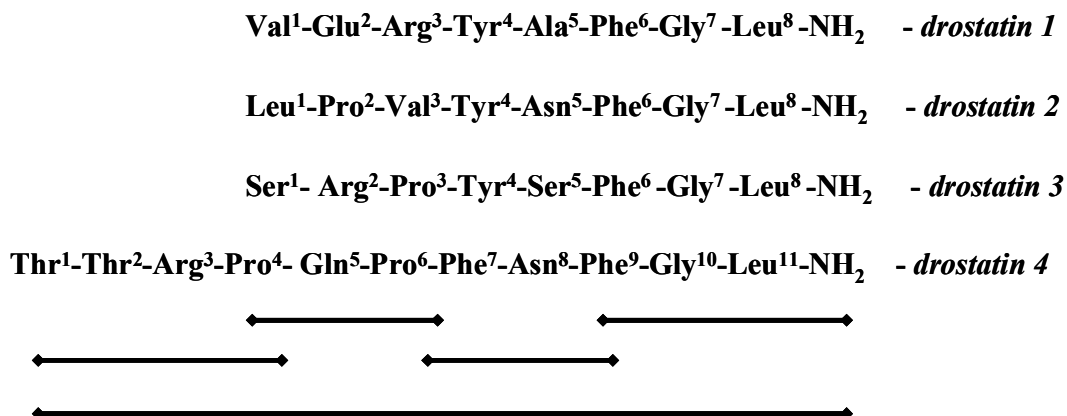 Val¹-Glu²-Arg³-Tyr⁴-Ala⁵-Phe⁶-Gly⁷-Leu⁸-NH₂ - drostatin 1
Leu¹-Pro²-Val³-Tyr⁴-Asn⁵-Phe⁶-Gly⁷-Leu⁸-NH₂ - drostatin 2
Ser¹- Arg²-Pro³-Tyr⁴-Ser⁵-Phe⁶-Gly⁷-Leu⁸-NH₂ - drostatin 3
Thr¹-Thr²-Arg³-Pro⁴- Gln⁵-Pro⁶-Phe⁷-Asn⁸-Phe⁹-Gly¹⁰-Leu¹¹-NH₂ - drostatin 4